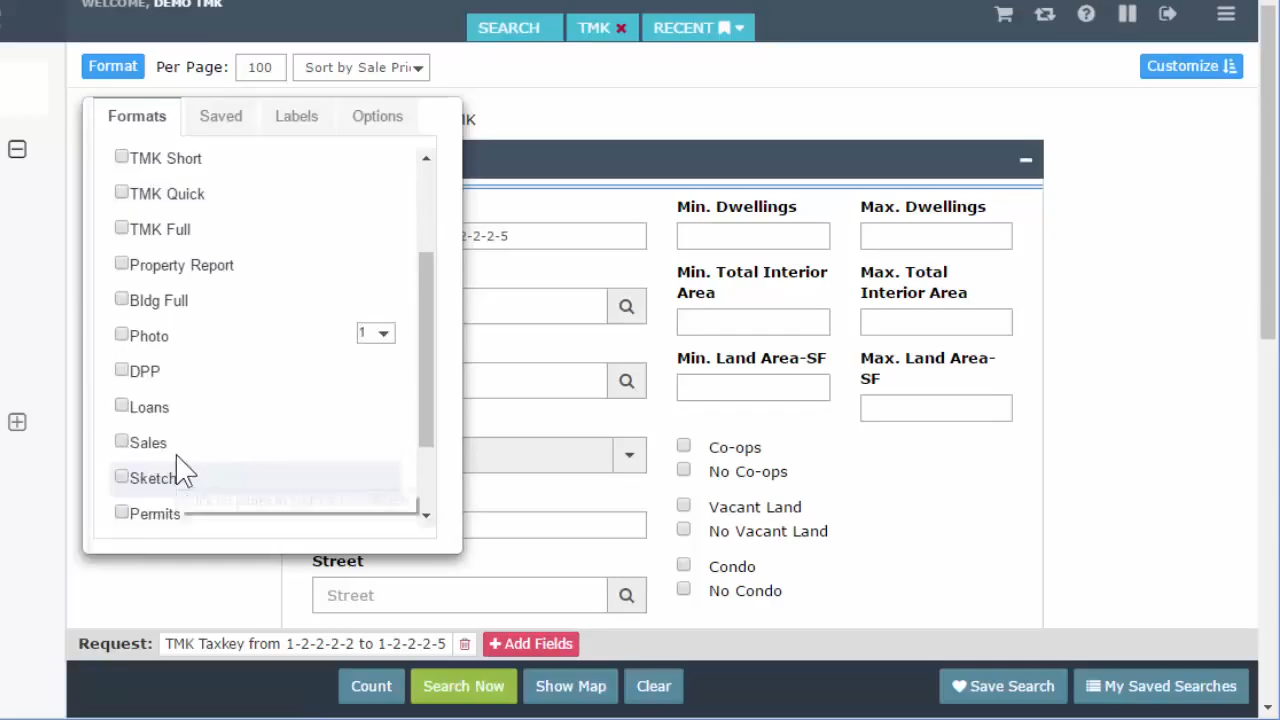 WELCOME, DEMO TMK
SEARCH
TMK
RECENT
Format
Per Page:
100
Sort by Sale Pri
Customize
Formats
Saved
Labels
Options
MK
TMK Short
TMK Quick
TMK Full
Property Report
Bldg Full
Photo
1
DPP
Loans
Sales
Sketch
Permits
2-2-2-5
Min. Dwellings
Max. Dwellings
Min. Total Interior
Area
Max. Total
Interior Area
Min. Land Area-SF
Max. Land Area-
SF
Co-ops
No Co-ops
Vacant Land
No Vacant Land
Condo
No Condo
Street
Street
Request:
TMK Taxkey from 1-2-2-2-2 to 1-2-2-2-5
Add Fields
Count
Search Now
Show Map
Clear
Save Search
My Saved Searches